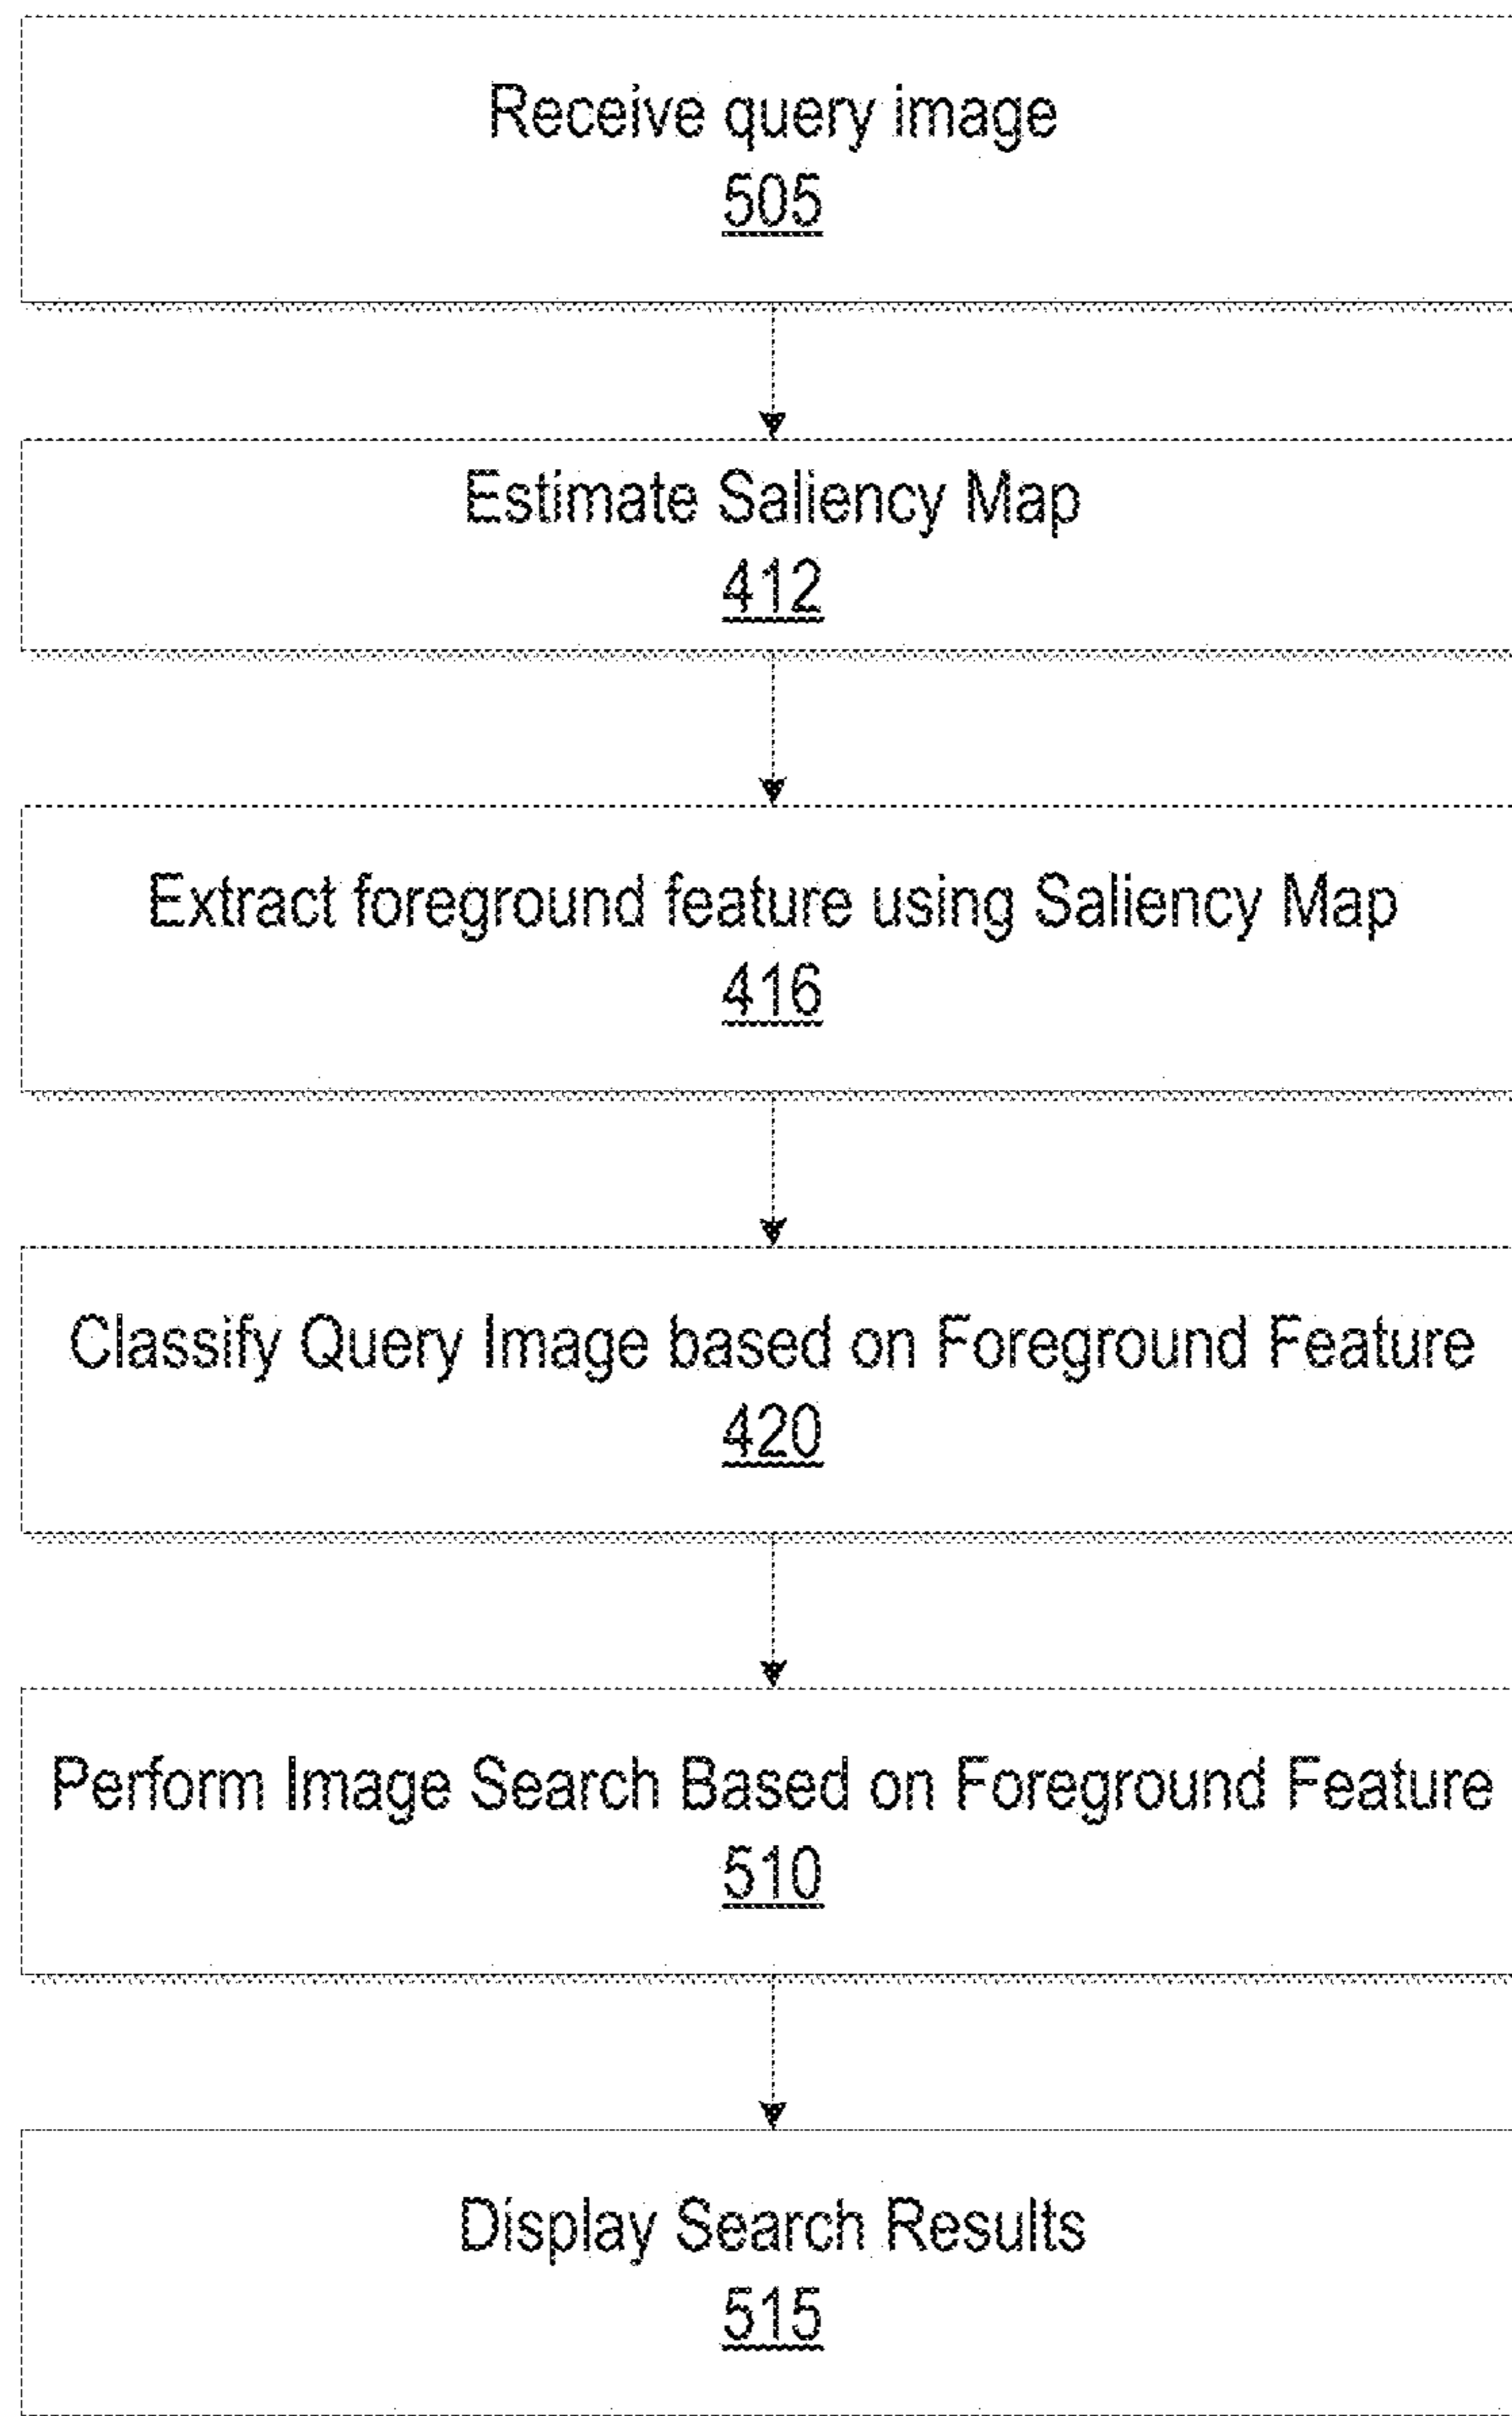 Receive query image
505
Estimate Saliency Map
412
Extract foreground feature using Saliency Map
416
Classify Query Image based on Foreground Feature
420
Perform Image Search Based on Foreground Feature
510
Display Search Results
515